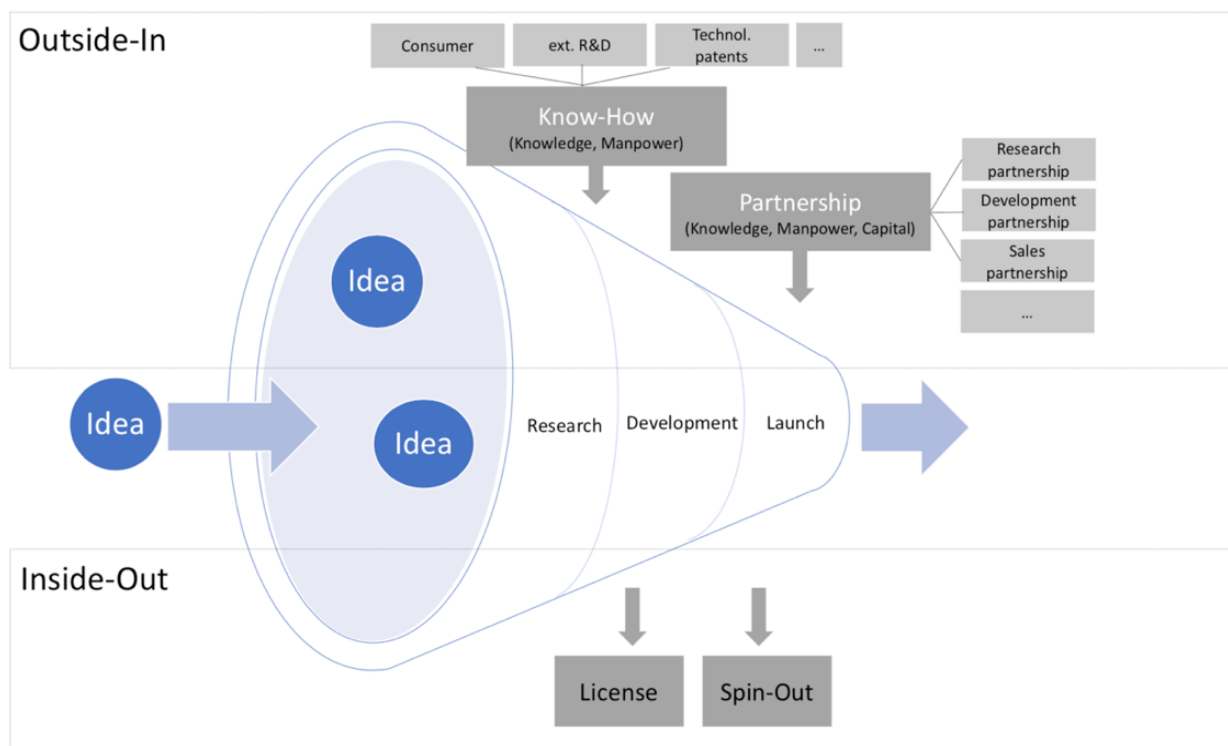 Outside-In
Consumer
ext. R&D
Technol.
patents
...
Know-How
(Knowledge, Manpower)
Partnership
(Knowledge, Manpower, Capital)
Research
partnership
Development
partnership
Sales
partnership
...
Idea
Idea
Idea
Research
Development
Launch
Inside-Out
License
Spin-Out